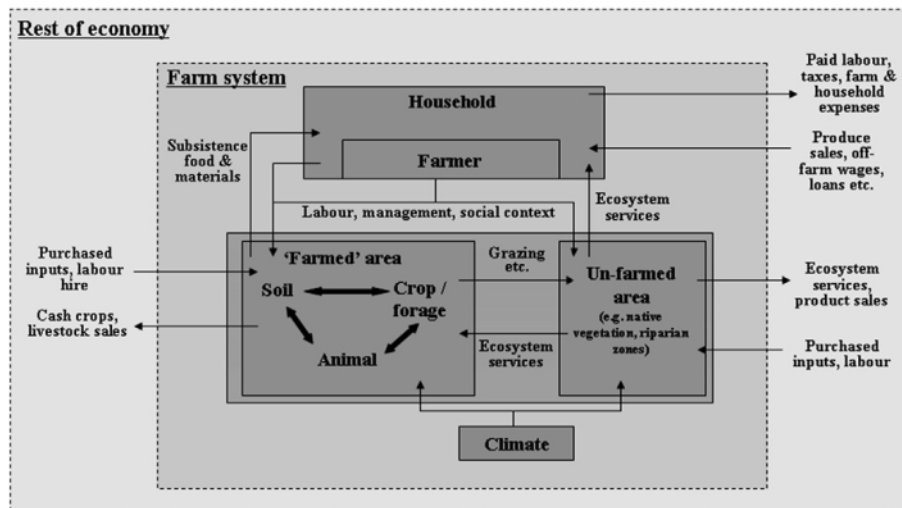 Rest of economy
Farm system
Household
Farmer
Paid labour,
taxes, farm &
household
expenses
Produce
sales, off-
farm wages,
loans etc.
Subsistence
food &
materials
Labour, management, social context
Ecosystem
services
Purchased
inputs, labour
hire
Cash crops,
livestock sales
‘Farmed’ area
Soil
Crop /
forage
Animal
Grazing
etc.
Ecosystem
services
Un-farmed
area
(e.g. native
vegetation, riparian
zones)
Ecosystem
services,
product sales
Purchased
inputs, labour
Climate